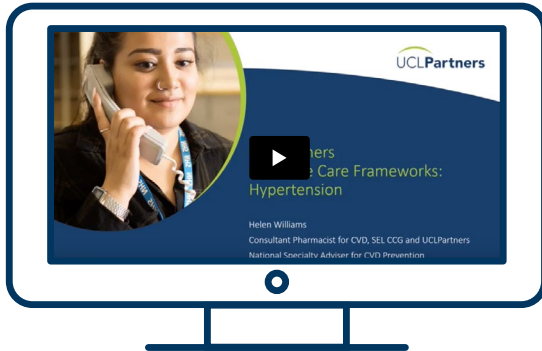 UCLPartners
ners
e Care Frameworks:
Hypertension
Helen Williams
Consultant Pharmacist for CVD, SEL CCG and UCLPartners
National Specialty Adviser for CVD Prevention